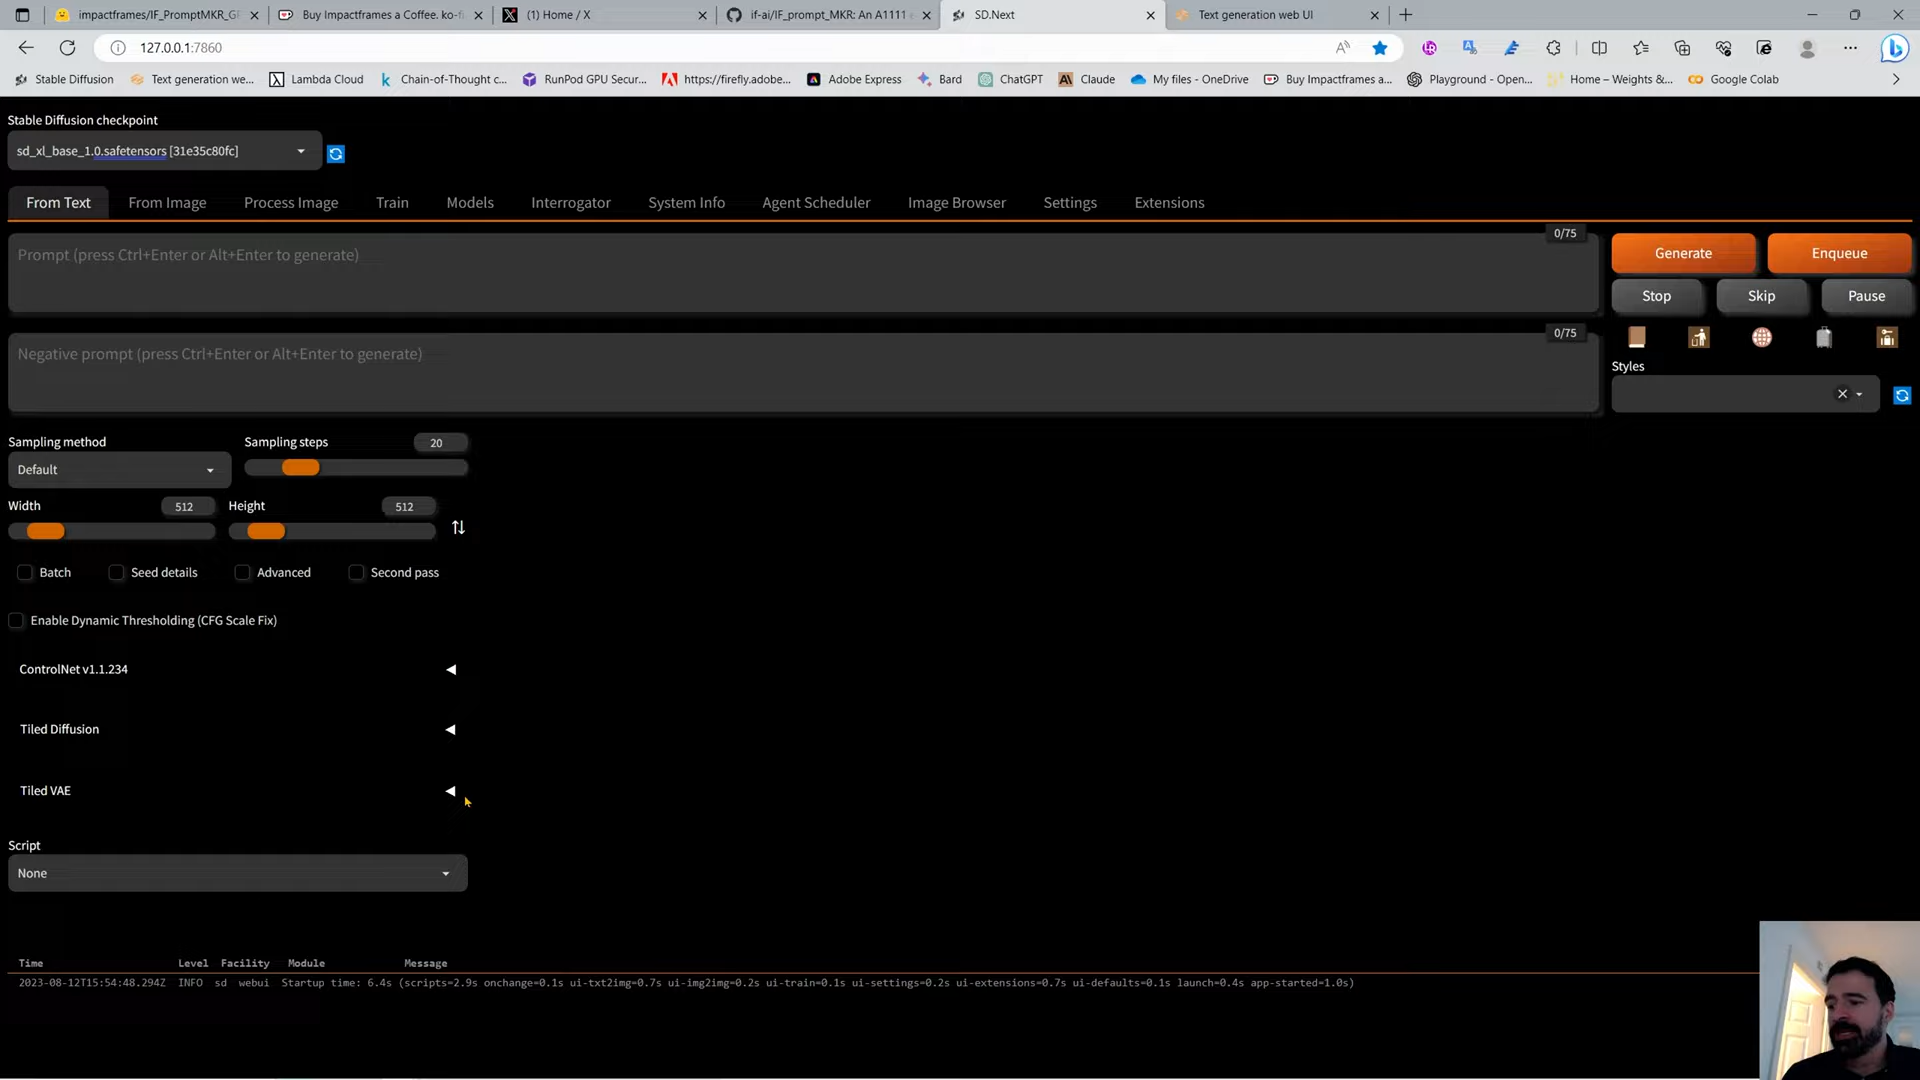 impactframes/IF_PromptMKR_GI
Buy Impactframes a Coffee. ko-fi
(1) Home / X
if-ai/IF_prompt_MKR: An A1111 e
SD.Next
Text generation web UI
127.0.0.1:7860
Stable Diffusion
Text generation we...
Lambda Cloud
Chain-of-Thought c...
RunPod GPU Secur...
https://firefly.adobe...
Adobe Express
Bard
ChatGPT
Claude
My files - OneDrive
Buy Impactframes a...
Playground - Open...
Home – Weights &...
Google Colab
Stable Diffusion checkpoint
sd_xl_base_1.0.safetensors [31e35c80fc]
From Text
From Image
Process Image
Train
Models
Interrogator
System Info
Agent Scheduler
Image Browser
Settings
Extensions
0/75
Prompt (press Ctrl+Enter or Alt+Enter to generate)
Generate
Enqueue
Stop
Skip
Pause
0/75
Negative prompt (press Ctrl+Enter or Alt+Enter to generate)
Styles
Sampling method
Sampling steps
20
Default
Width
512
Height
512
Batch
Seed details
Advanced
Second pass
Enable Dynamic Thresholding (CFG Scale Fix)
ControlNet v1.1.234
Tiled Diffusion
Tiled VAE
Script
None
Time Level Facility Module Message
2023-08-12T15:54:48.294Z INFO sd webui Startup time: 6.4s (scripts=2.9s onchange=0.1s ui-txt2img=0.7s ui-img2img=0.2s ui-train=0.1s ui-settings=0.2s ui-extensions=0.7s ui-defaults=0.1s launch=0.4s app-started=1.0s)